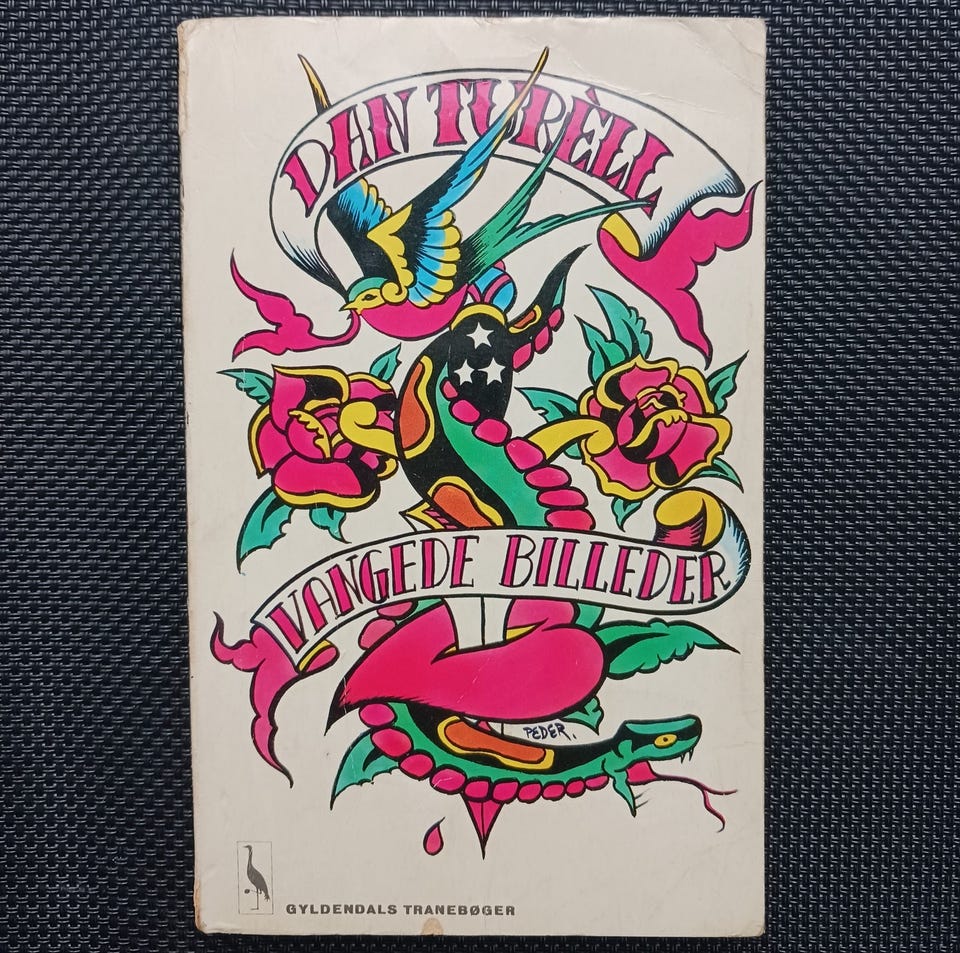 DAN TURÈLL
VANGEDE BILLEDER
PEDER.
GYLDENDALS TRANEBØGER